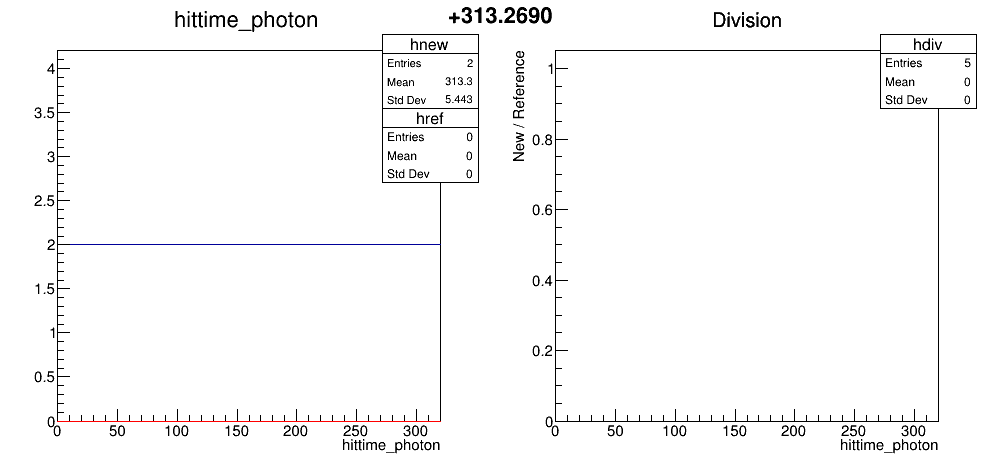 +313.2690
hittime_photon
hnew
Entries 2
Mean 313.3
Std Dev 5.443
href
Entries 0
Mean 0
Std Dev 0
4
3.5
3
2.5
2
1.5
1
0.5
0
0 50 100 150 200 250 300
hittime_photon
Division
hdiv
Entries 5
Mean 0
Std Dev 0
New / Reference
1
0.8
0.6
0.4
0.2
0
0 50 100 150 200 250 300
hittime_photon